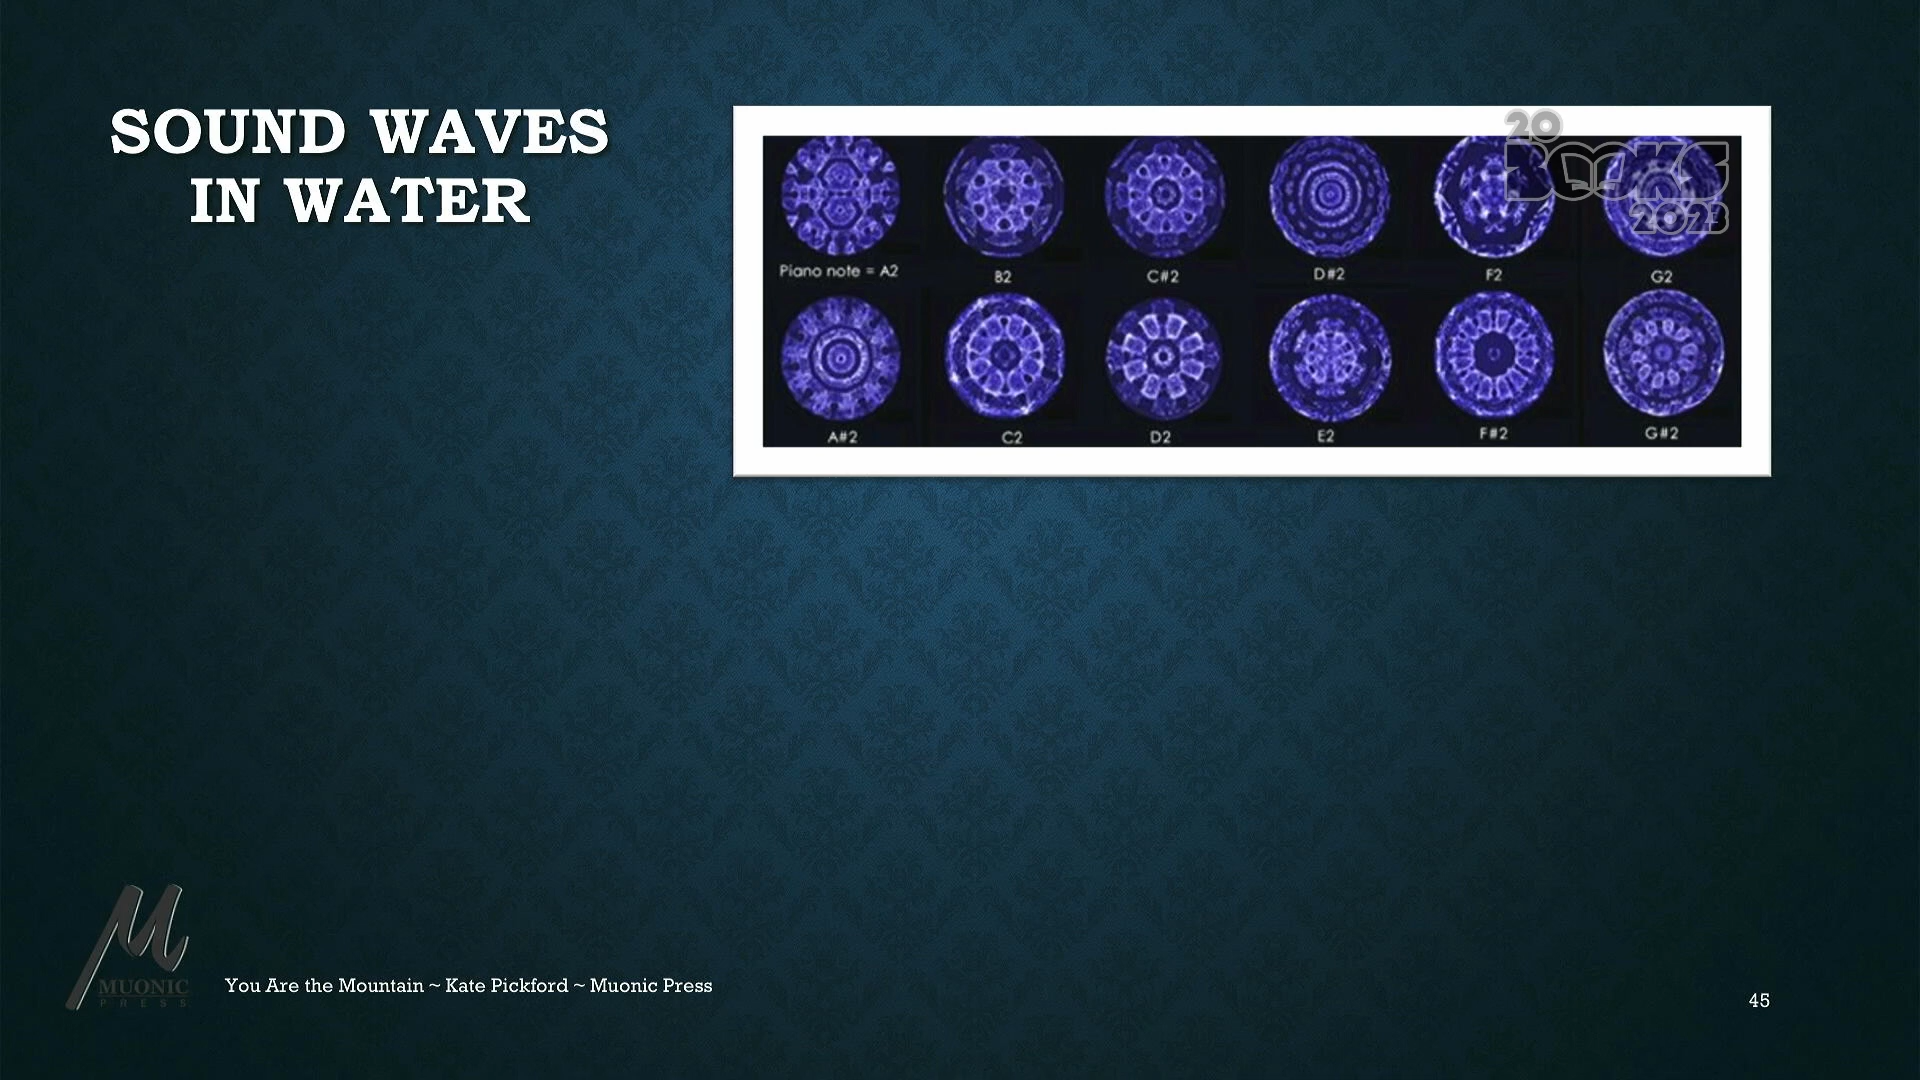 SOUND WAVES
IN WATER
20
BOOKS
2023
Piano note = A2
B2
C#2
D#2
F2
G2
A#2
C2
D2
E2
F#2
G#2
MUONIC
PRESS
You Are the Mountain ~ Kate Pickford ~ Muonic Press
45